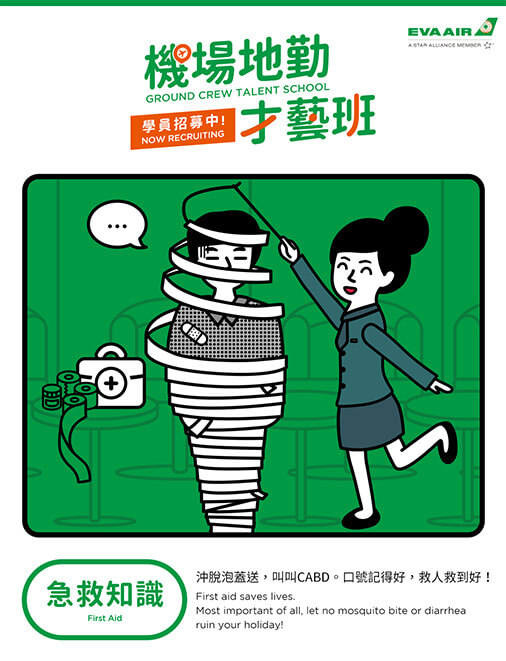 EVA AIR
A STAR ALLIANCE MEMBER
機場地勤
GROUND CREW TALENT SCHOOL
學員招募中!
NOW RECRUITING
才藝班
...
急救知識
First Aid
沖脫泡蓋送,叫叫CABD。口號記得好,救人救到好!
First aid saves lives.
Most important of all, let no mosquito bite or diarrhea
ruin your holiday!